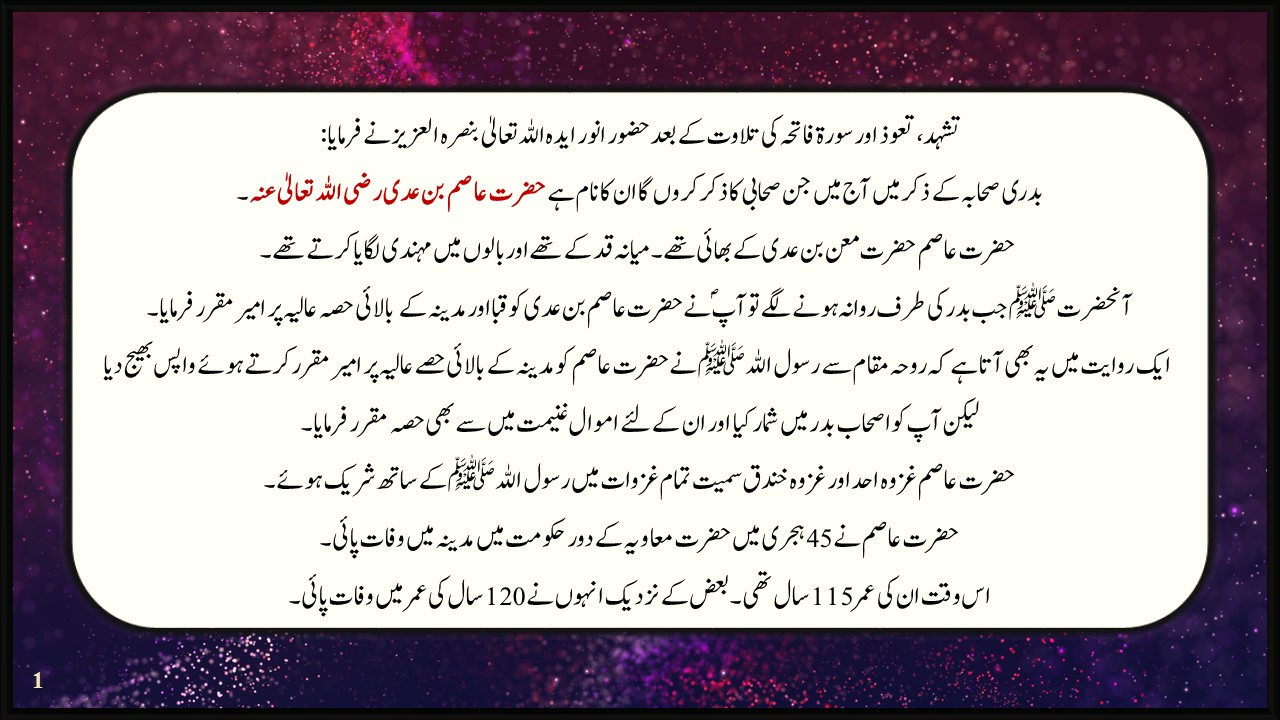 تشہد، تعوذ اور سورۃ فاتحہ کی تلاوت کے بعد حضور انور ایدہ اللہ تعالیٰ بنصرہ العزیز نے فرمایا:
بدری صحابہ کے ذکر میں آج میں جن صحابی کا ذکر کروں گا ان کا نام ہے حضرت عاصم بن عدی رضی اللہ تعالیٰ عنہ ۔
حضرت عاصم حضرت معن بن عدی کے بھائی تھے۔ میانہ قد کے تھے اور بالوں میں مہندی لگایا کرتے تھے۔
آنحضرت ﷺ جب بدر کی طرف روانہ ہونے لگے تو آپؐ نے حضرت عاصم بن عدی کو قبا اور مدینہ کے بالائی حصہ عالیہ پر امیر مقرر فرمایا۔
ایک روایت میں یہ بھی آتا ہے کہ روحہ مقام سے رسول اللہ ﷺ نے حضرت عاصم کو مدینہ کے بالائی حصے عالیہ پر امیر مقرر کرتے ہوئے واپس بھیج دیا
لیکن آپ کو اصحاب بدر میں شمار کیا اور ان کے لئے اموال غنیمت میں سے بھی حصہ مقرر فرمایا۔
حضرت عاصم غزوہ احد اور غزوہ خندق سمیت تمام غزوات میں رسول اللہ ﷺ کے ساتھ شریک ہوئے۔
حضرت عاصم نے 45 ہجری میں حضرت معاویہ کے دور حکومت میں مدینہ میں وفات پائی۔
اس وقت ان کی عمر 115 سال تھی۔ بعض کے نزدیک انہوں نے 120 سال کی عمر میں وفات پائی۔
1